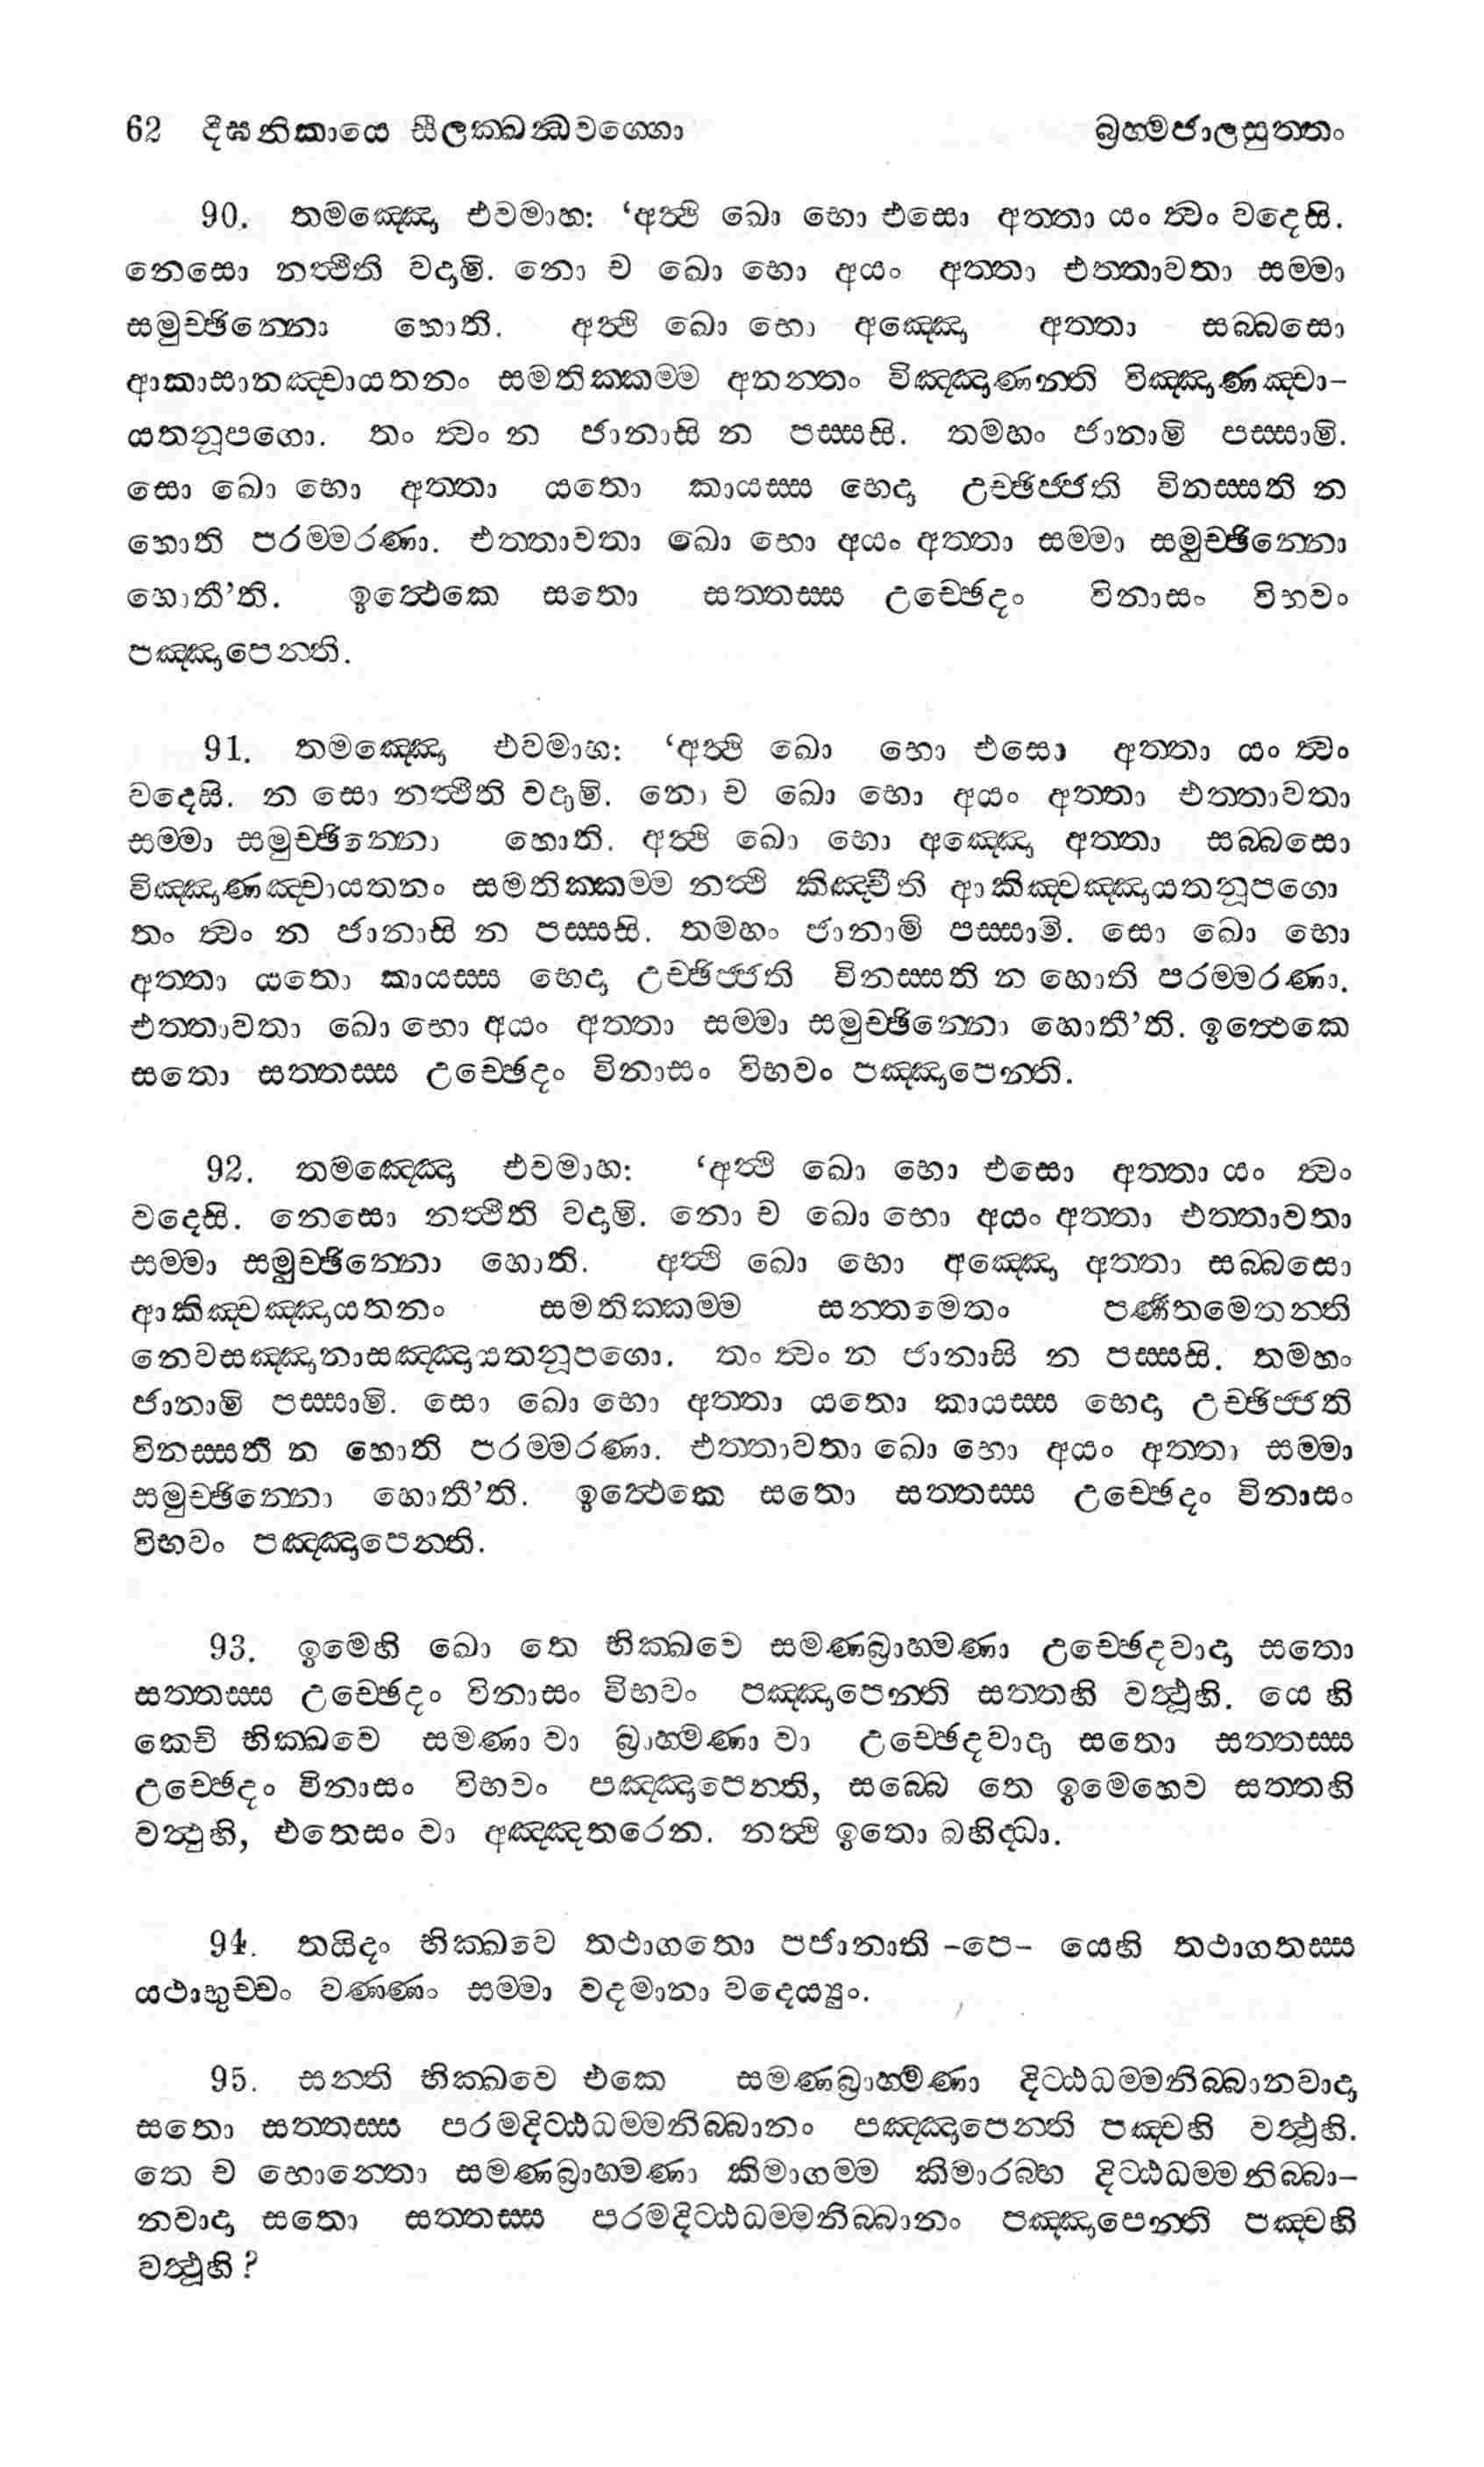 62 දීඝනිකායෙ සීලක්ඛන්ධවග්ගො බ්‍රහ්මජාලසුත්තං
90. තමඤ්ඤො එවමාහ: ‘අත්ථි ඛො භො එසො අත්තා යං ත්වං වදෙසි.
නෙසො නත්ථීති වදාමි. නො ච ඛො භො අයං අත්තා එත්තාවතා සම්මා
සමුච්ඡින්නො හොති. අත්ථි ඛො භො අඤ්ඤො අත්තා සබ්බසො
ආකාසානඤ්චායතනං සමතික්කම්ම අනන්තං විඤ්ඤාණන්ති විඤ්ඤාණඤ්චා-
යතනූපගො. තං ත්වං න ජානාසි න පස්සසි. තමහං ජානාමි පස්සාමි.
සො ඛො භො අත්තා යතො කායස්ස භෙදා උච්ඡිජ්ජති විනස්සති න
හොති පරම්මරණා. එත්තාවතා ඛො භො අයං අත්තා සම්මා සමුච්ඡින්නො
හොතී’ති. ඉත්ථෙකෙ සතො සත්තස්ස උච්ඡෙදං විනාසං විභවං
පඤ්ඤාපෙන්ති.
91. තමඤ්ඤො එවමාහ: ‘අත්ථි ඛො භො එසො අත්තා යං ත්වං
වදෙසි. න සො නත්ථීති වදාමි. නො ච ඛො භො අයං අත්තා එත්තාවතා
සම්මා සමුච්ඡින්නො හොති. අත්ථි ඛො භො අඤ්ඤො අත්තා සබ්බසො
විඤ්ඤාණඤ්චායතනං සමතික්කම්ම නත්ථි කිඤ්චීති ආකිඤ්චඤ්ඤායතනූපගො
තං ත්වං න ජානාසි න පස්සසි. තමහං ජානාමි පස්සාමි. සො ඛො භො
අත්තා යතො කායස්ස භෙදා උච්ඡිජ්ජති විනස්සති න හොති පරම්මරණා.
එත්තාවතා ඛො භො අයං අත්තා සම්මා සමුච්ඡින්නො හොතී’ති. ඉත්ථෙකෙ
සතො සත්තස්ස උච්ඡෙදං විනාසං විභවං පඤ්ඤාපෙන්ති.
92. තමඤ්ඤො එවමාහ: ‘අත්ථි ඛො භො එසො අත්තා යං ත්වං
වදෙසි. නෙසො නත්ථීති වදාමි. නො ච ඛො භො අයං අත්තා එත්තාවතා
සම්මා සමුච්ඡින්නො හොති. අත්ථි ඛො භො අඤ්ඤො අත්තා සබ්බසො
ආකිඤ්චඤ්ඤායතනං සමතික්කම්ම සන්තමෙතං පණීතමෙතන්ති
නෙවසඤ්ඤානාසඤ්ඤායතනූපගො. තං ත්වං න ජානාසි න පස්සසි. තමහං
ජානාමි පස්සාමි. සො ඛො භො අත්තා යතො කායස්ස භෙදා උච්ඡිජ්ජති
විනස්සති න හොති පරම්මරණා. එත්තාවතා ඛො භො අයං අත්තා සම්මා
සමුච්ඡින්නො හොතී’ති. ඉත්ථෙකෙ සතො සත්තස්ස උච්ඡෙදං විනාසං
විභවං පඤ්ඤාපෙන්ති.
93. ඉමෙහි ඛො තෙ භික්ඛවෙ සමණබ්‍රාහ්මණා උච්ඡෙදවාදා සතො
සත්තස්ස උච්ඡෙදං විනාසං විභවං පඤ්ඤාපෙන්ති සත්තහි වත්ථූහි. යෙ හි
කෙචි භික්ඛවෙ සමණා වා බ්‍රාහ්මණා වා උච්ඡෙදවාදා සතො සත්තස්ස
උච්ඡෙදං විනාසං විභවං පඤ්ඤාපෙන්ති, සබ්බෙ තෙ ඉමෙහෙව සත්තහි
වත්ථුහි, එතෙසං වා අඤ්ඤතරෙන. නත්ථි ඉතො බහිද්ධා.
94. තයිදං භික්ඛවෙ තථාගතො පජානාති -පෙ- යෙහි තථාගතස්ස
යථාභුච්චං වණ්ණං සම්මා වදමානා වදෙය්‍යුං.
95. සන්ති භික්ඛවෙ එකෙ සමණබ්‍රාහ්මණා දිට්ඨධම්මනිබ්බානවාදා
සතො සත්තස්ස පරමදිට්ඨධම්මනිබ්බානං පඤ්ඤාපෙන්ති පඤ්චහි වත්ථූහි.
තෙ ච භොන්තො සමණබ්‍රාහ්මණා කිමාගම්ම කිමාරබ්භ දිට්ඨධම්මනිබ්බා-
නවාදා සතො සත්තස්ස පරමදිට්ඨධම්මනිබ්බානං පඤ්ඤාපෙන්ති පඤ්චහි
වත්ථූහි?